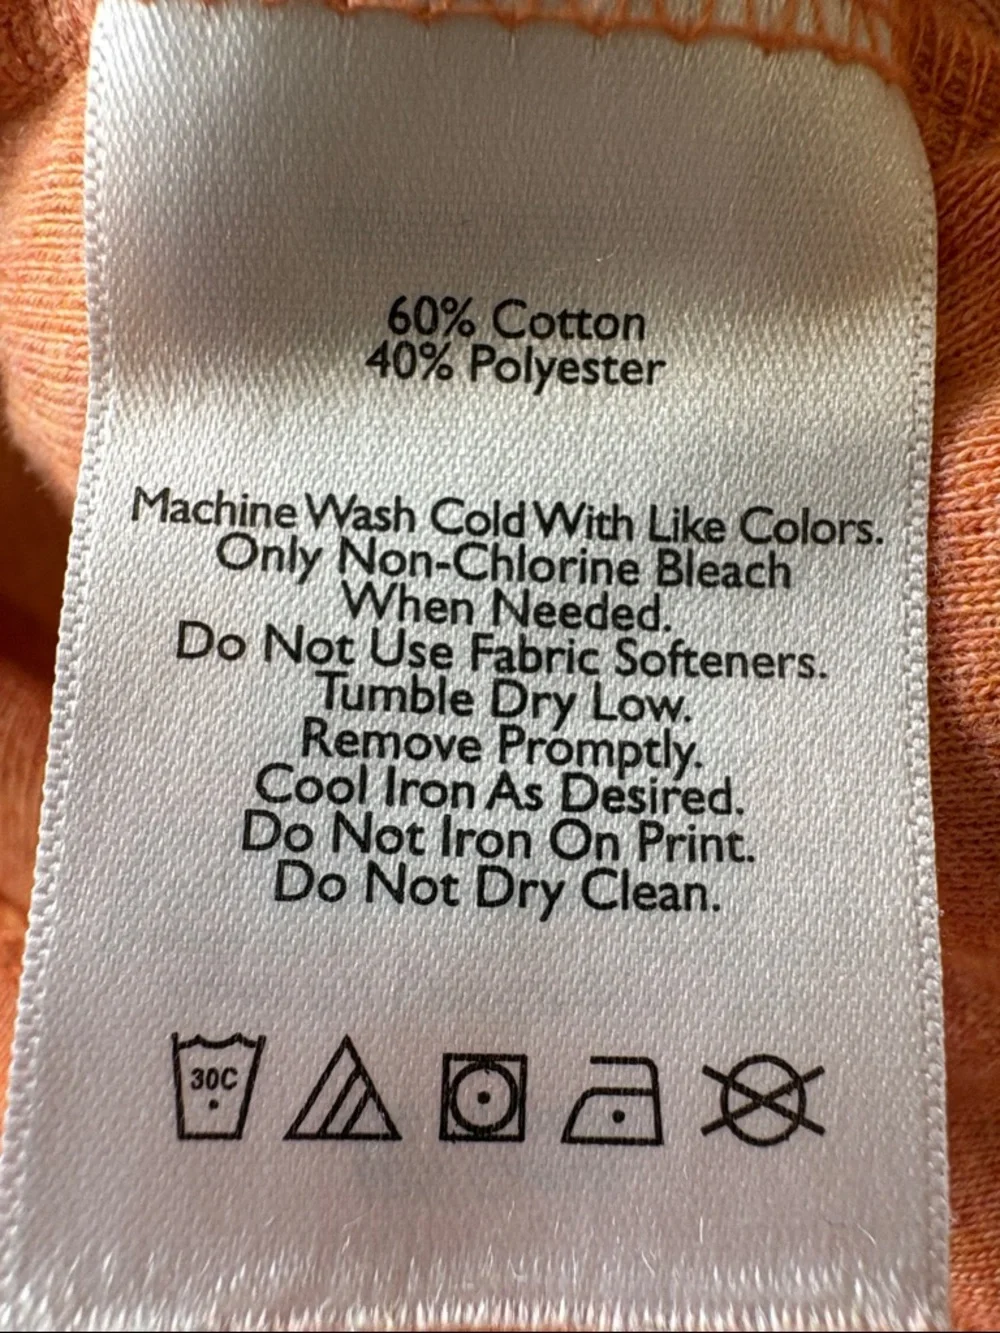 60% Cotton
40% Polyester
Machine Wash Cold With Like Colors.
Only Non-Chlorine Bleach
When Needed.
Do Not Use Fabric Softeners.
Tumble Dry Low.
Remove Promptly.
Cool Iron As Desired.
Do Not Iron On Print.
Do Not Dry Clean.
30C